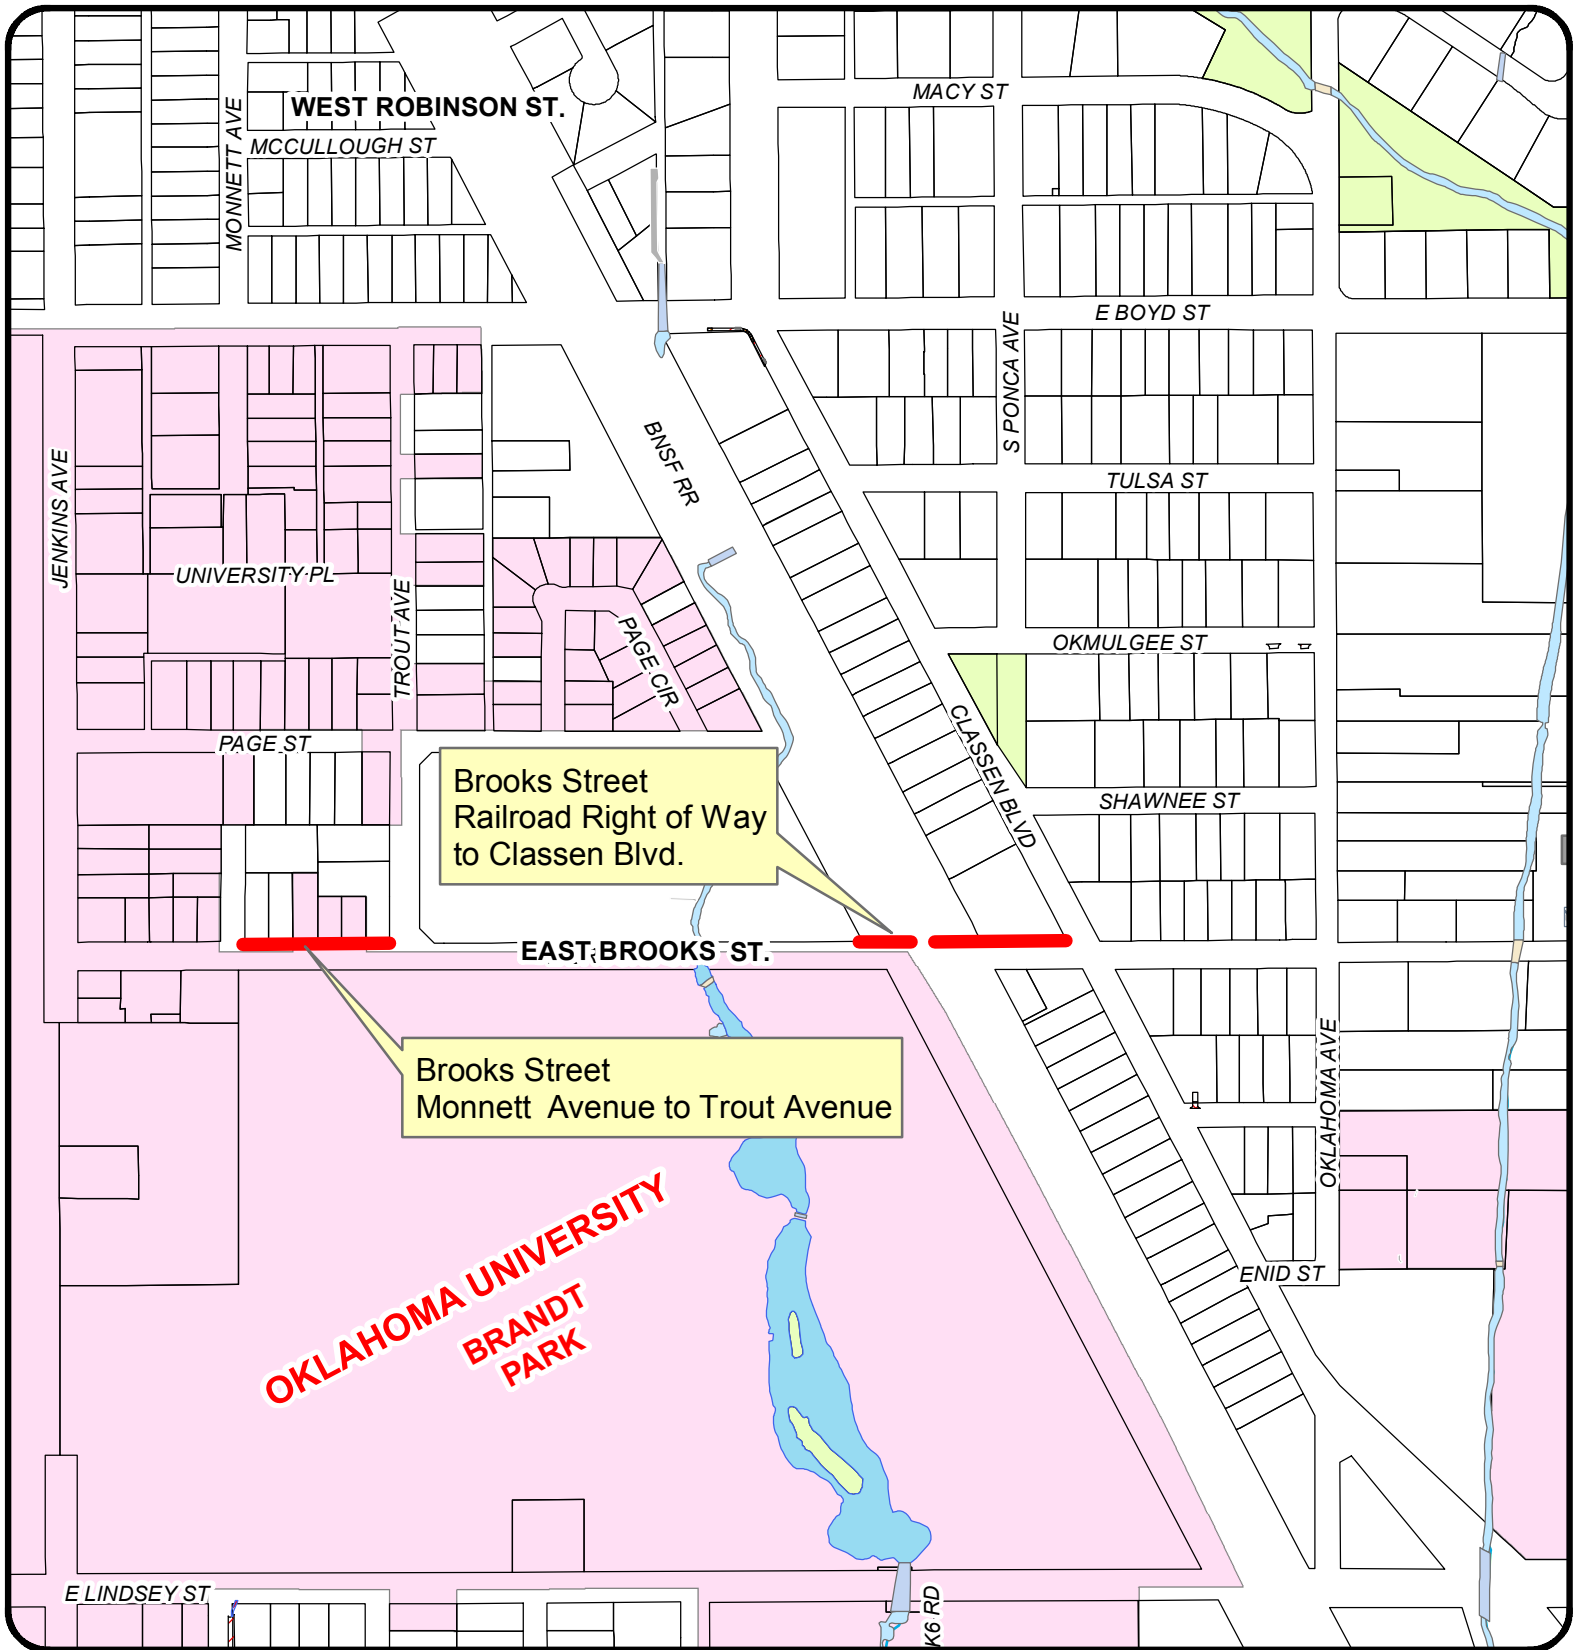 MACY ST
WEST ROBINSON ST.
MONNETT AVE
MCCULLOUGH ST
E BOYD ST
S PONCA AVE
BNSF RR
TULSA ST
JENKINS AVE
UNIVERSITY PL
TROUT AVE
PAGE CIR
OKMULGEE ST
CLASSEN BLVD
PAGE ST
Brooks Street
Railroad Right of Way
to Classen Blvd.
SHAWNEE ST
EAST BROOKS ST.
Brooks Street
Monnett Avenue to Trout Avenue
OKLAHOMA AVE
OKLAHOMA UNIVERSITY
BRANDT
PARK
ENID ST
E LINDSEY ST
K6 RD